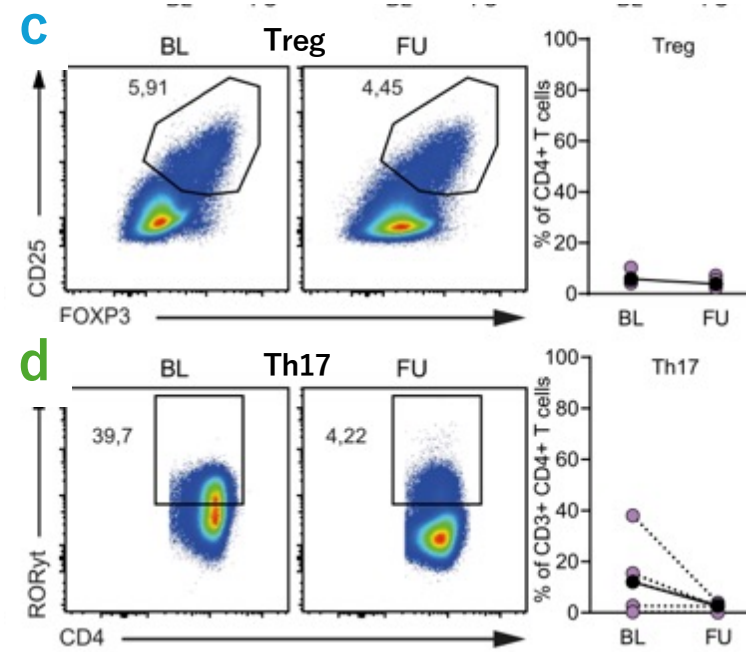 c
Treg
BL
FU
5,91
4,45
CD25
FOXP3
100
80
60
40
20
0
% of CD4+ T cells
Treg
BL
FU
d
Th17
BL
FU
39,7
4,22
RORyt
CD4
100
80
60
40
20
0
% of CD3+ CD4+ T cells
Th17
BL
FU